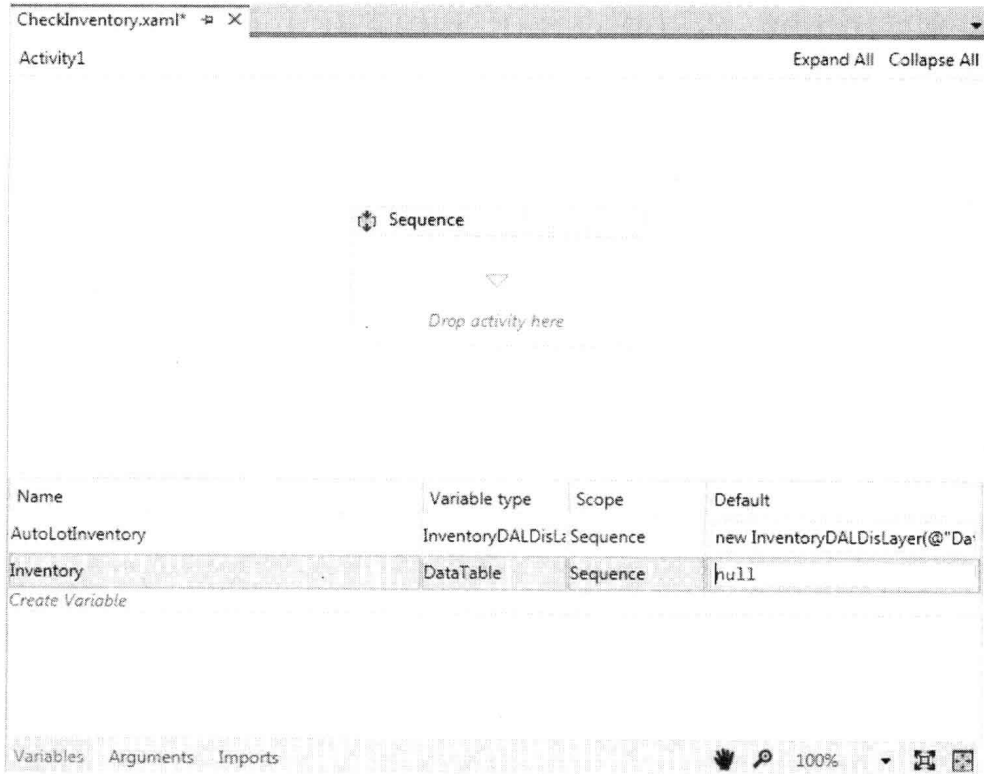 CheckInventory.xaml*
Activity1 Expand All Collapse All
Sequence
Drop activity here
Name Variable type Scope Default
AutoLotInventory InventoryDALDisLa Sequence new InventoryDALDisLayer(@"Da
Inventory DataTable Sequence null
Create Variable
Variables Arguments Imports 100%